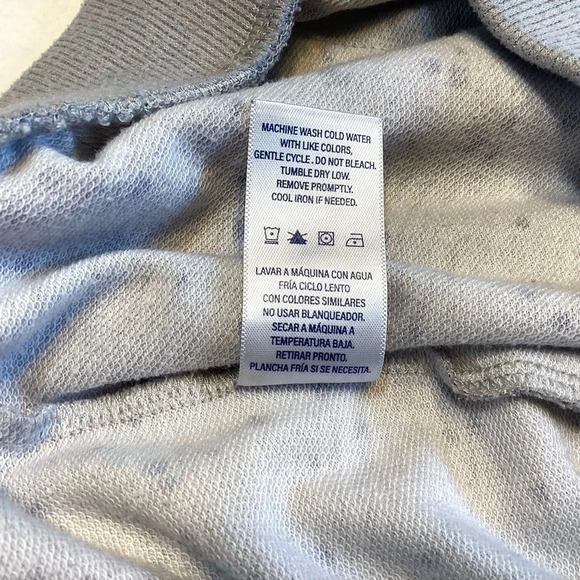 MACHINE WASH COLD WATER
WITH LIKE COLORS,
GENTLE CYCLE. DO NOT BLEACH.
TUMBLE DRY LOW.
REMOVE PROMPTLY.
COOL IRON IF NEEDED.
LAVAR A MÁQUINA CON AGUA
FRÍA CICLO LENTO
CON COLORES SIMILARES
NO USAR BLANQUEADOR.
SECAR A MÁQUINA A
TEMPERATURA BAJA.
RETIRAR PRONTO.
PLANCHA FRÍA SI SE NECESITA.